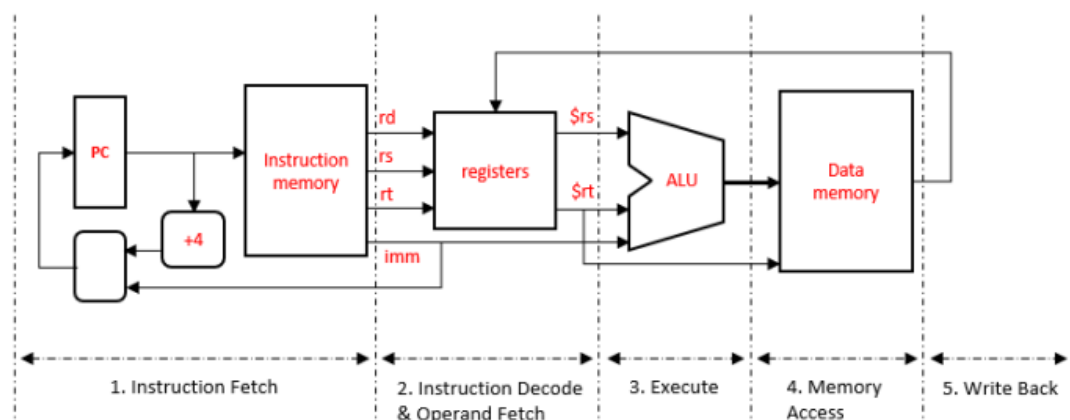 PC
+4
Instruction
memory
rd
rs
rt
imm
registers
$rs
$rt
ALU
Data
memory
1. Instruction Fetch
2. Instruction Decode
& Operand Fetch
3. Execute
4. Memory
Access
5. Write Back